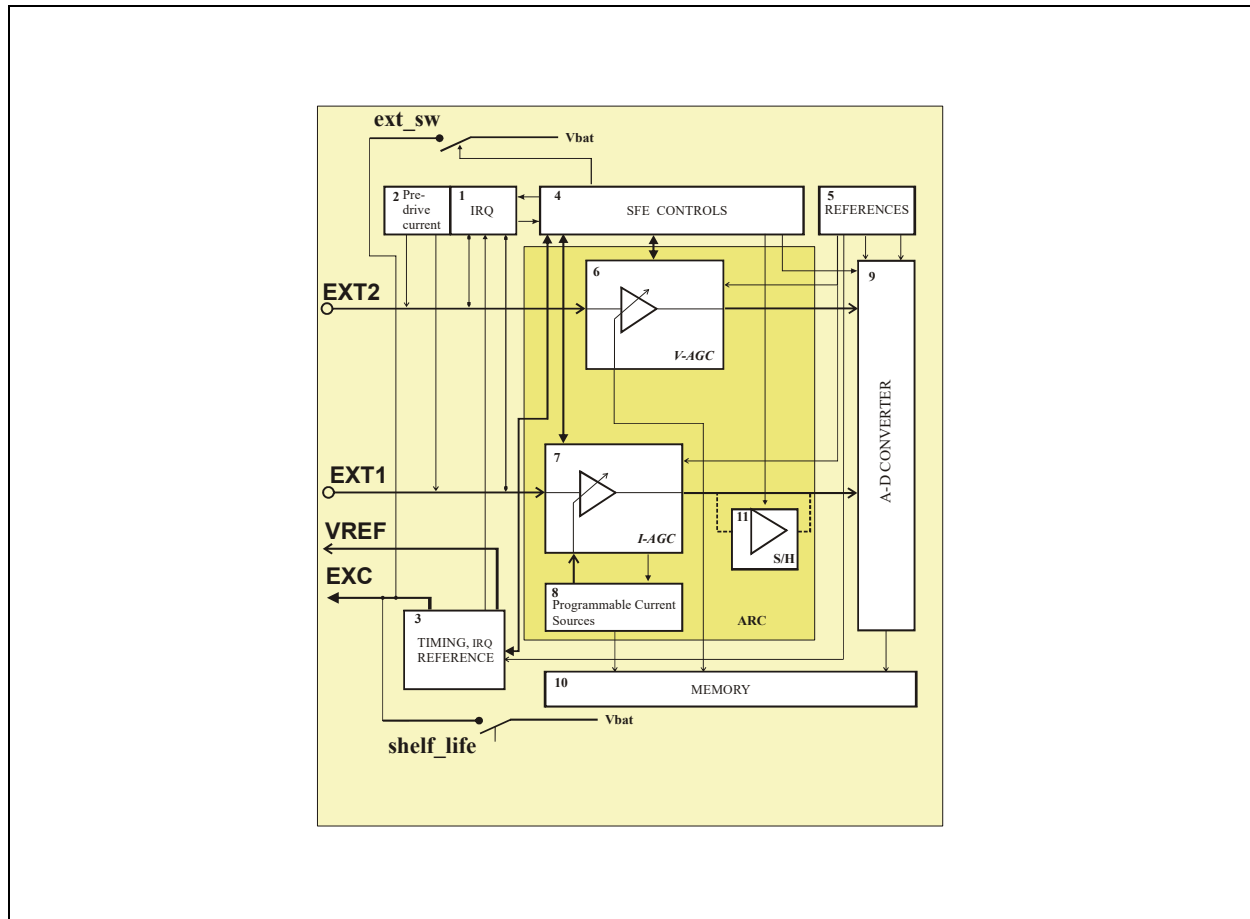 ext_sw
Vbat
2 Pre-
drive
current
1
IRQ
4
SFE CONTROLS
5
REFERENCES
6
V-AGC
9
A-D CONVERTER
EXT2
EXT1
7
I-AGC
11
S/H
VREF
EXC
8
Programmable Current
Sources
ARC
3
TIMING, IRQ
REFERENCE
10
MEMORY
Vbat
shelf_life